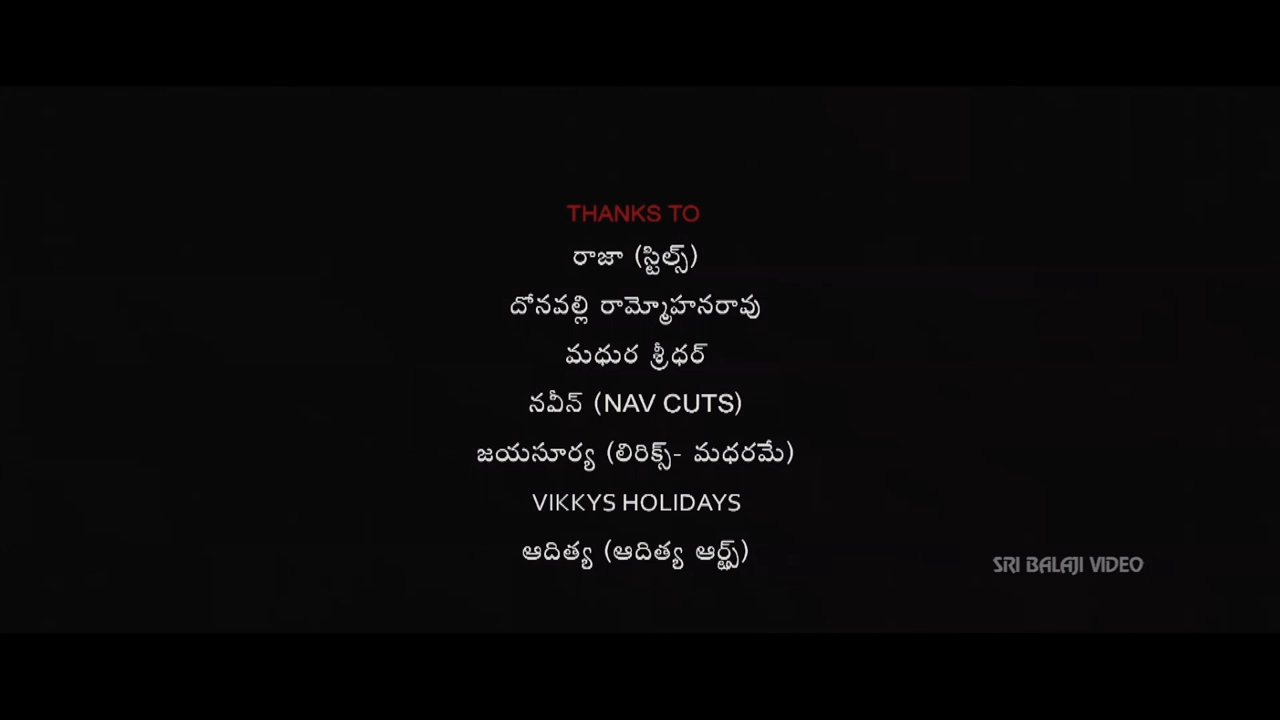 THANKS TO
రాజా (స్టిల్స్)
దోనవల్లి రామ్మోహనరావు
మధుర శ్రీధర్
నవీన్ (NAV CUTS)
జయసూర్య (లిరిక్స్- మధరమే)
VIKKYS HOLIDAYS
ఆదిత్య (ఆదిత్య ఆర్ట్స్)
SRI BALAJI VIDEO